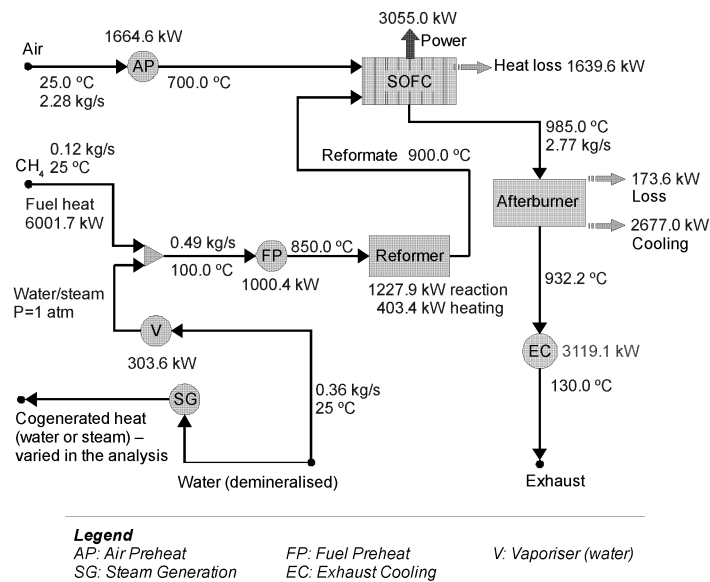 3055.0 kW
Power
1664.6 kW
Air
AP
25.0 ºC
2.28 kg/s
700.0 ºC
SOFC
Heat loss 1639.6 kW
985.0 ºC
2.77 kg/s
0.12 kg/s
CH4 25 ºC
Reformate 900.0 ºC
Fuel heat
6001.7 kW
Afterburner
173.6 kW
Loss
2677.0 kW
Cooling
0.49 kg/s
100.0 ºC
FP
850.0 ºC
1000.4 kW
Reformer
1227.9 kW reaction
403.4 kW heating
932.2 ºC
Water/steam
P=1 atm
V
303.6 kW
EC
3119.1 kW
130.0 ºC
0.36 kg/s
25 ºC
SG
Cogenerated heat
(water or steam) –
varied in the analysis
Water (demineralised)
Exhaust
Legend
AP: Air Preheat FP: Fuel Preheat V: Vaporiser (water)
SG: Steam Generation EC: Exhaust Cooling